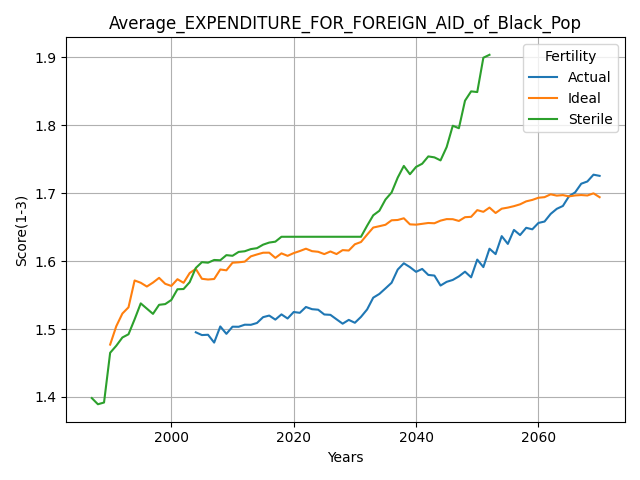 Average_EXPENDITURE_FOR_FOREIGN_AID_of_Black_Pop
Fertility
Actual
Ideal
Sterile
Score(1-3)
1.9
1.8
1.7
1.6
1.5
1.4
2000
2020
2040
2060
Years